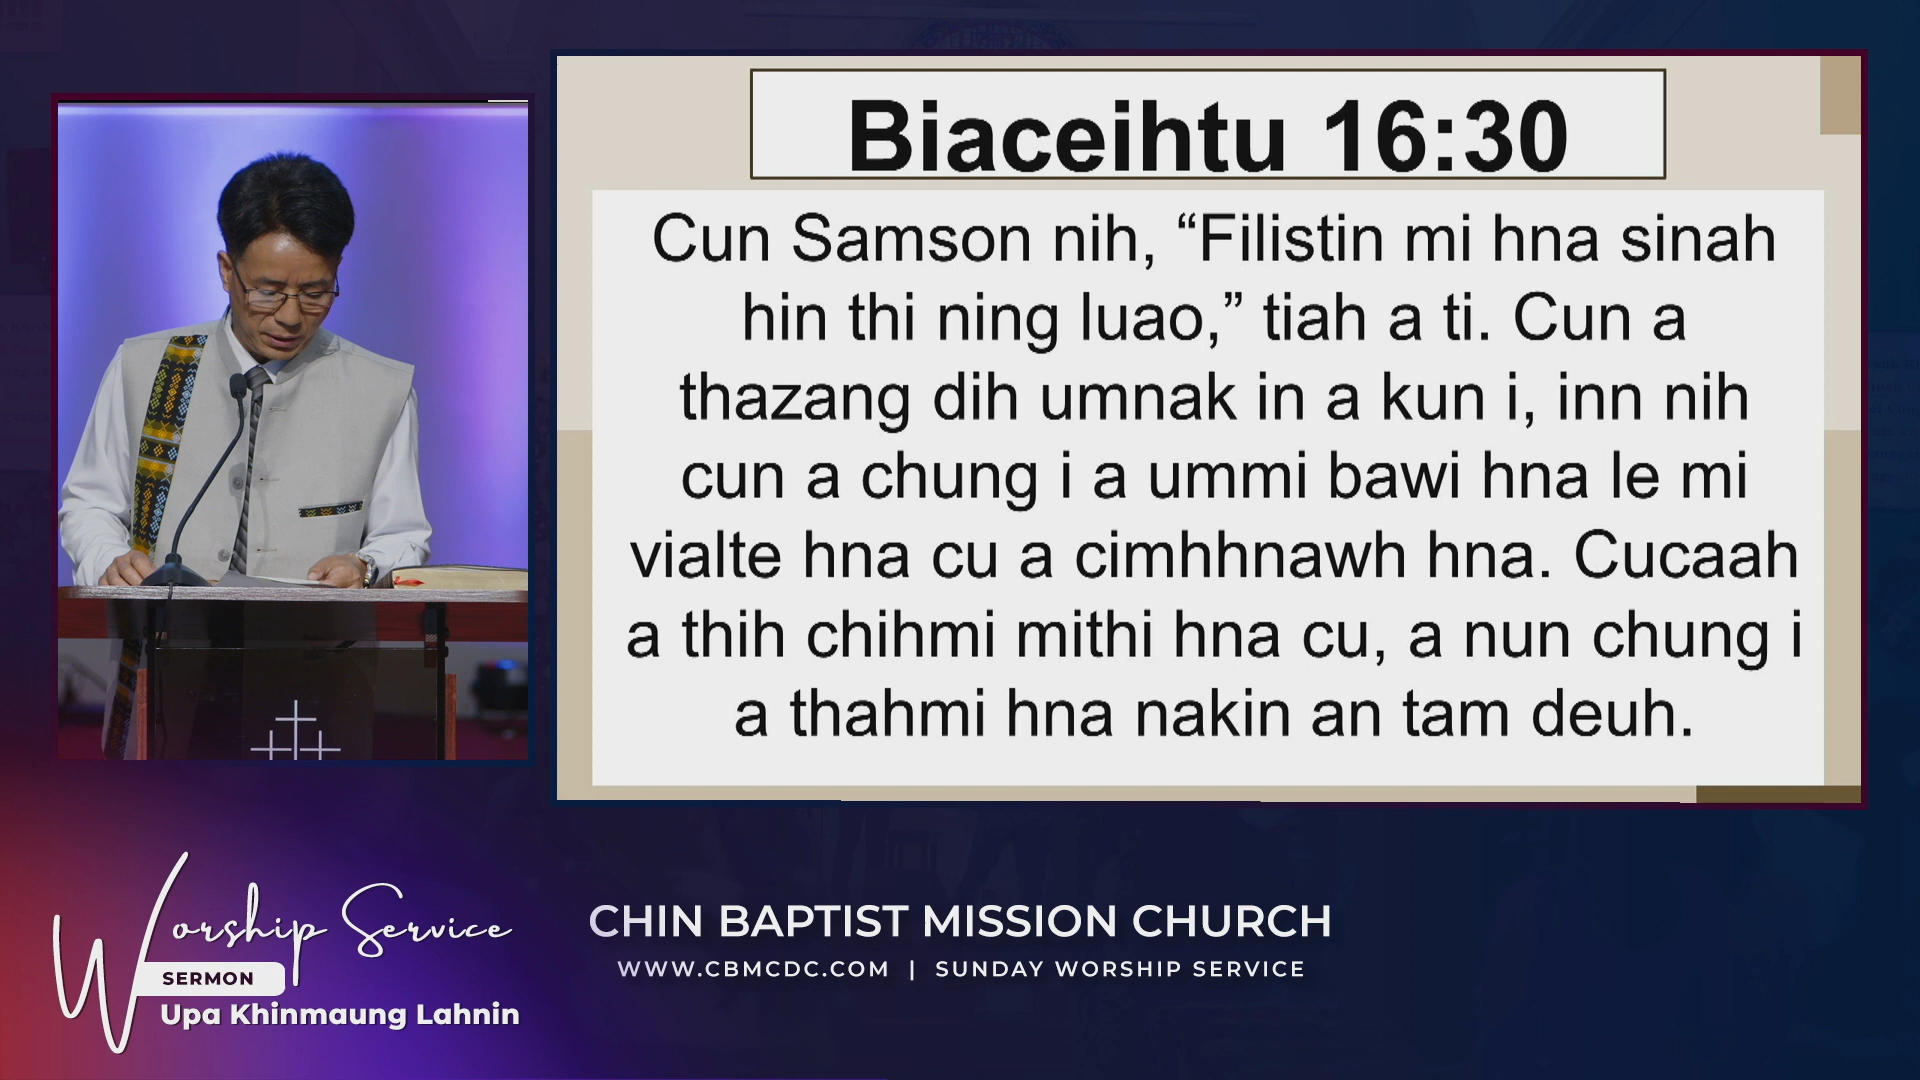 Biaceihtu 16:30
Cun Samson nih, “Filistin mi hna sinah
hin thi ning luao,” tiah a ti. Cun a
thazang dih umnak in a kun i, inn nih
cun a chung i a ummi bawi hna le mi
vialte hna cu a cimhhnawh hna. Cucaah
a thih chihmi mithi hna cu, a nun chung i
a thahmi hna nakin an tam deuh.
Worship Service
SERMON
Upa Khinmaung Lahnin
CHIN BAPTIST MISSION CHURCH
WWW.CBMCDC.COM | SUNDAY WORSHIP SERVICE